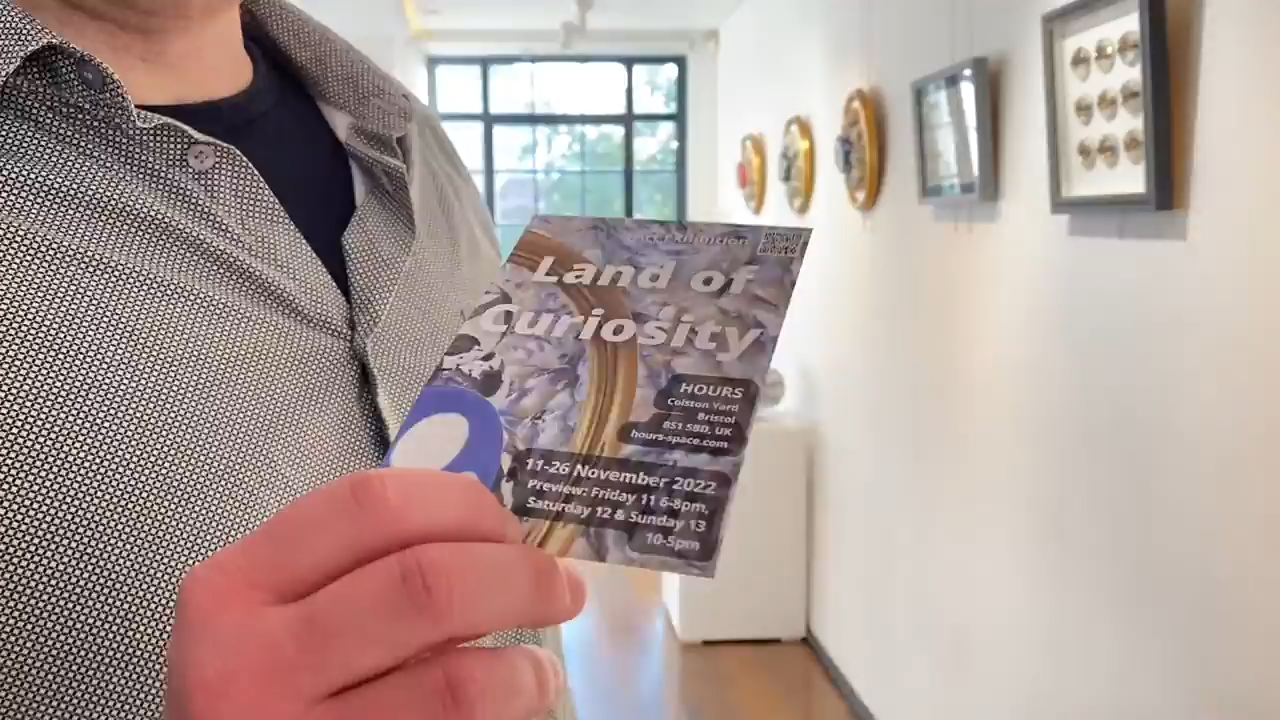 Exhibition
Land of
Curiosity
HOURS
Colston Yard
Bristol
BS1 5BD, UK
hours-space.com
11-26 November 2022
Preview: Friday 11 6-8pm,
Saturday 12 & Sunday 13
10-5pm